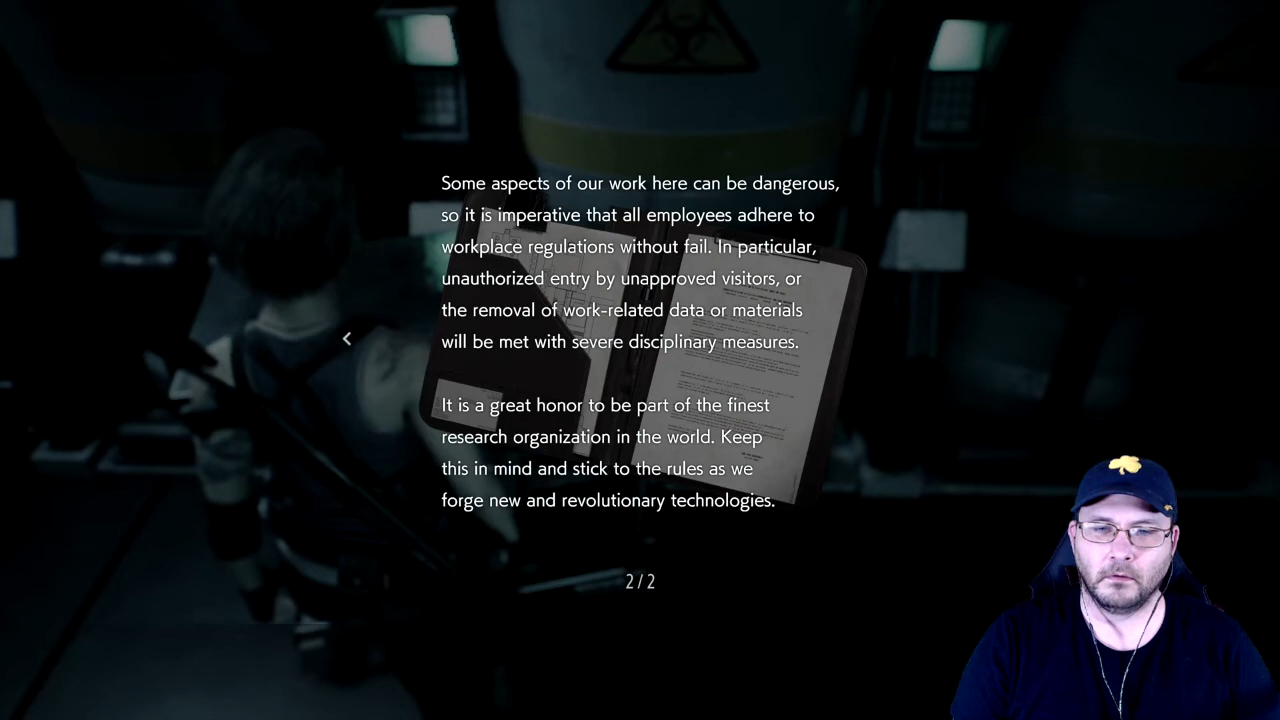 Some aspects of our work here can be dangerous,
so it is imperative that all employees adhere to
workplace regulations without fail. In particular,
unauthorized entry by unapproved visitors, or
the removal of work-related data or materials
will be met with severe disciplinary measures.
It is a great honor to be part of the finest
research organization in the world. Keep
this in mind and stick to the rules as we
forge new and revolutionary technologies.
2/2